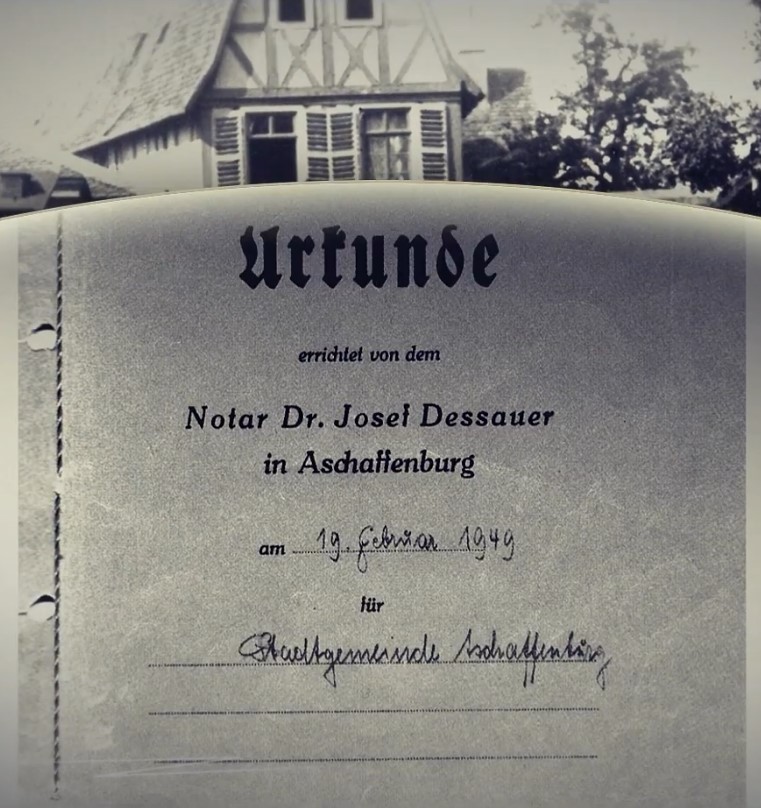 Urkunde
errichtet von dem
Notar Dr. Josef Dessauer
in Aschaffenburg
am 19. Februar 1949
für
Stadtgemeinde Aschaffenburg